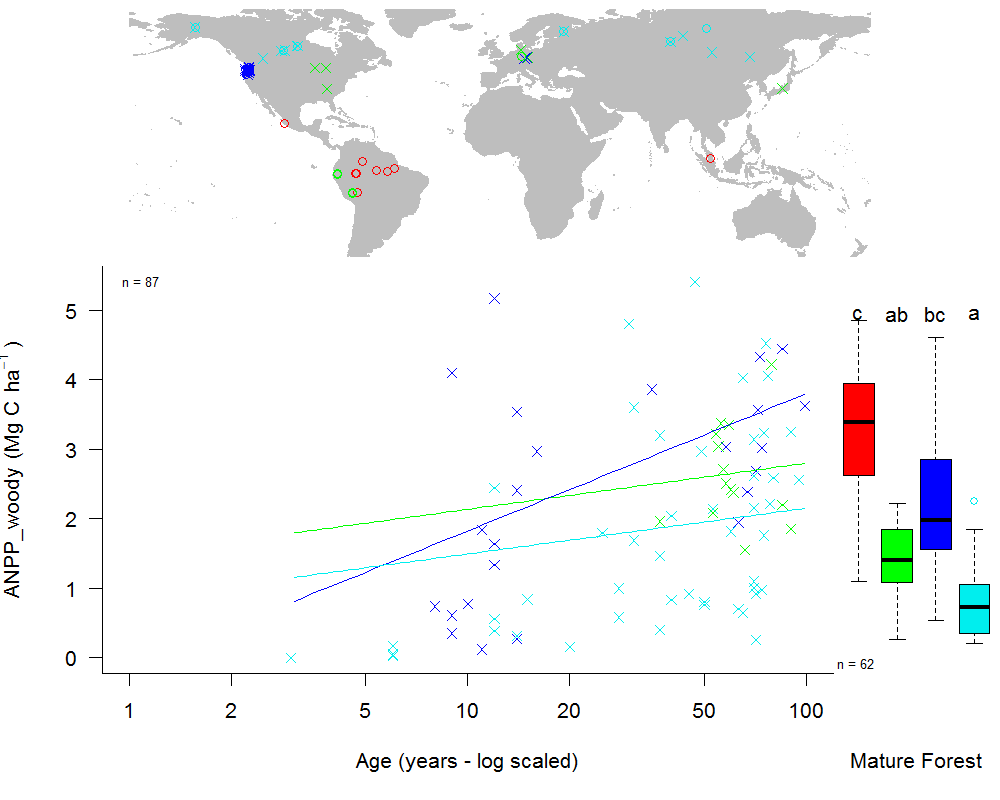 n = 87
ANPP_woody (Mg C ha⁻¹ )
5
4
3
2
1
0
c ab bc a
n = 62
1 2 5 10 20 50 100
Age (years - log scaled)
Mature Forest